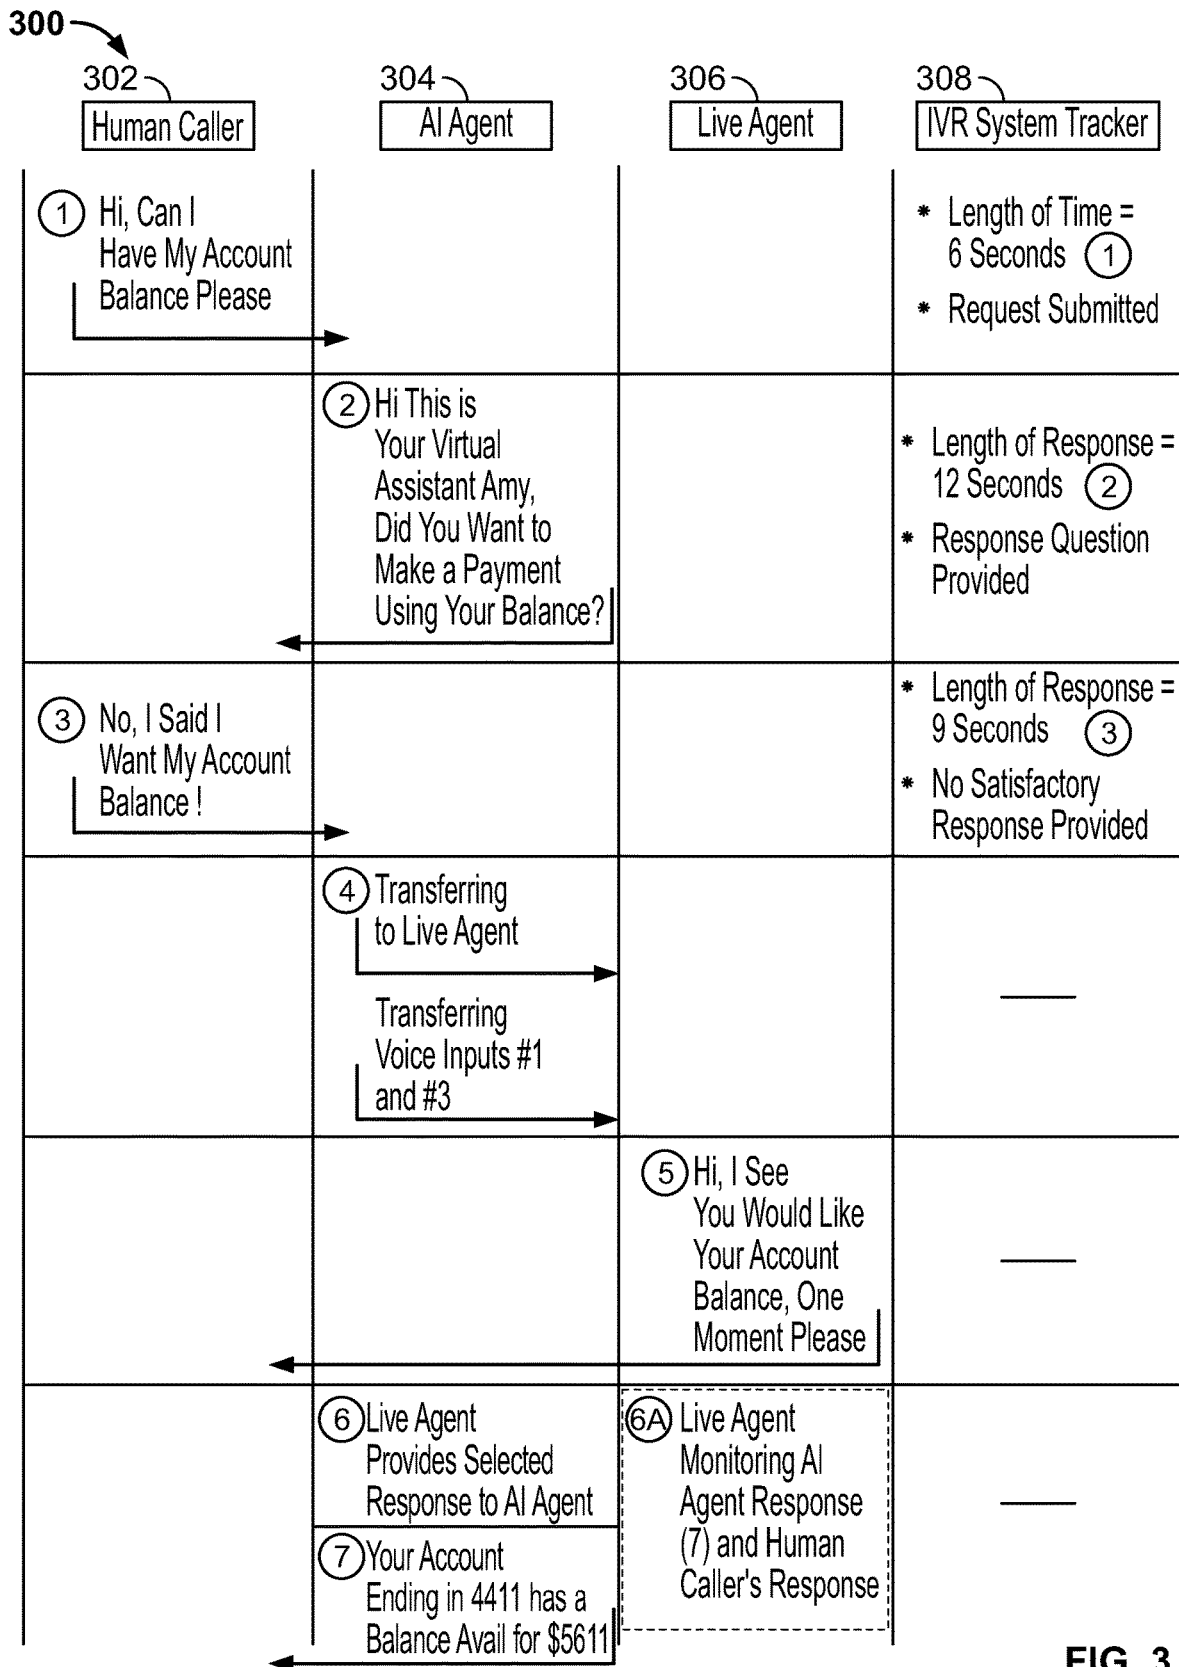 300
302
304
306
308
Human Caller
AI Agent
Live Agent
IVR System Tracker
1 Hi, Can I
Have My Account
Balance Please
* Length of Time =
6 Seconds 1
* Request Submitted
2 Hi This is
Your Virtual
Assistant Amy,
Did You Want to
Make a Payment
Using Your Balance?
* Length of Response =
12 Seconds 2
* Response Question
Provided
3 No, I Said I
Want My Account
Balance !
* Length of Response =
9 Seconds 3
* No Satisfactory
Response Provided
4 Transferring
to Live Agent
Transferring
Voice Inputs #1
and #3
5 Hi, I See
You Would Like
Your Account
Balance, One
Moment Please
6 Live Agent
Provides Selected
Response to AI Agent
6A Live Agent
Monitoring AI
Agent Response
(7) and Human
Caller's Response
7 Your Account
Ending in 4411 has a
Balance Avail for $5611
FIG. 3